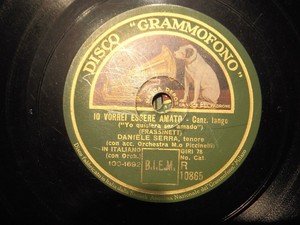 DISCO "GRAMMOFONO"
IO VORREI ESSERE AMATO - Canz. tango
("Yo quisiera ser amado")
(FRASSINETTI)
DANIELE SERRA, tenore
(con acc. Orchestra M.o Piccinelli)
IN ITALIANO
(con Orch.)
GIRI 78
No. Cat.
B.I.E.M.
R
10865